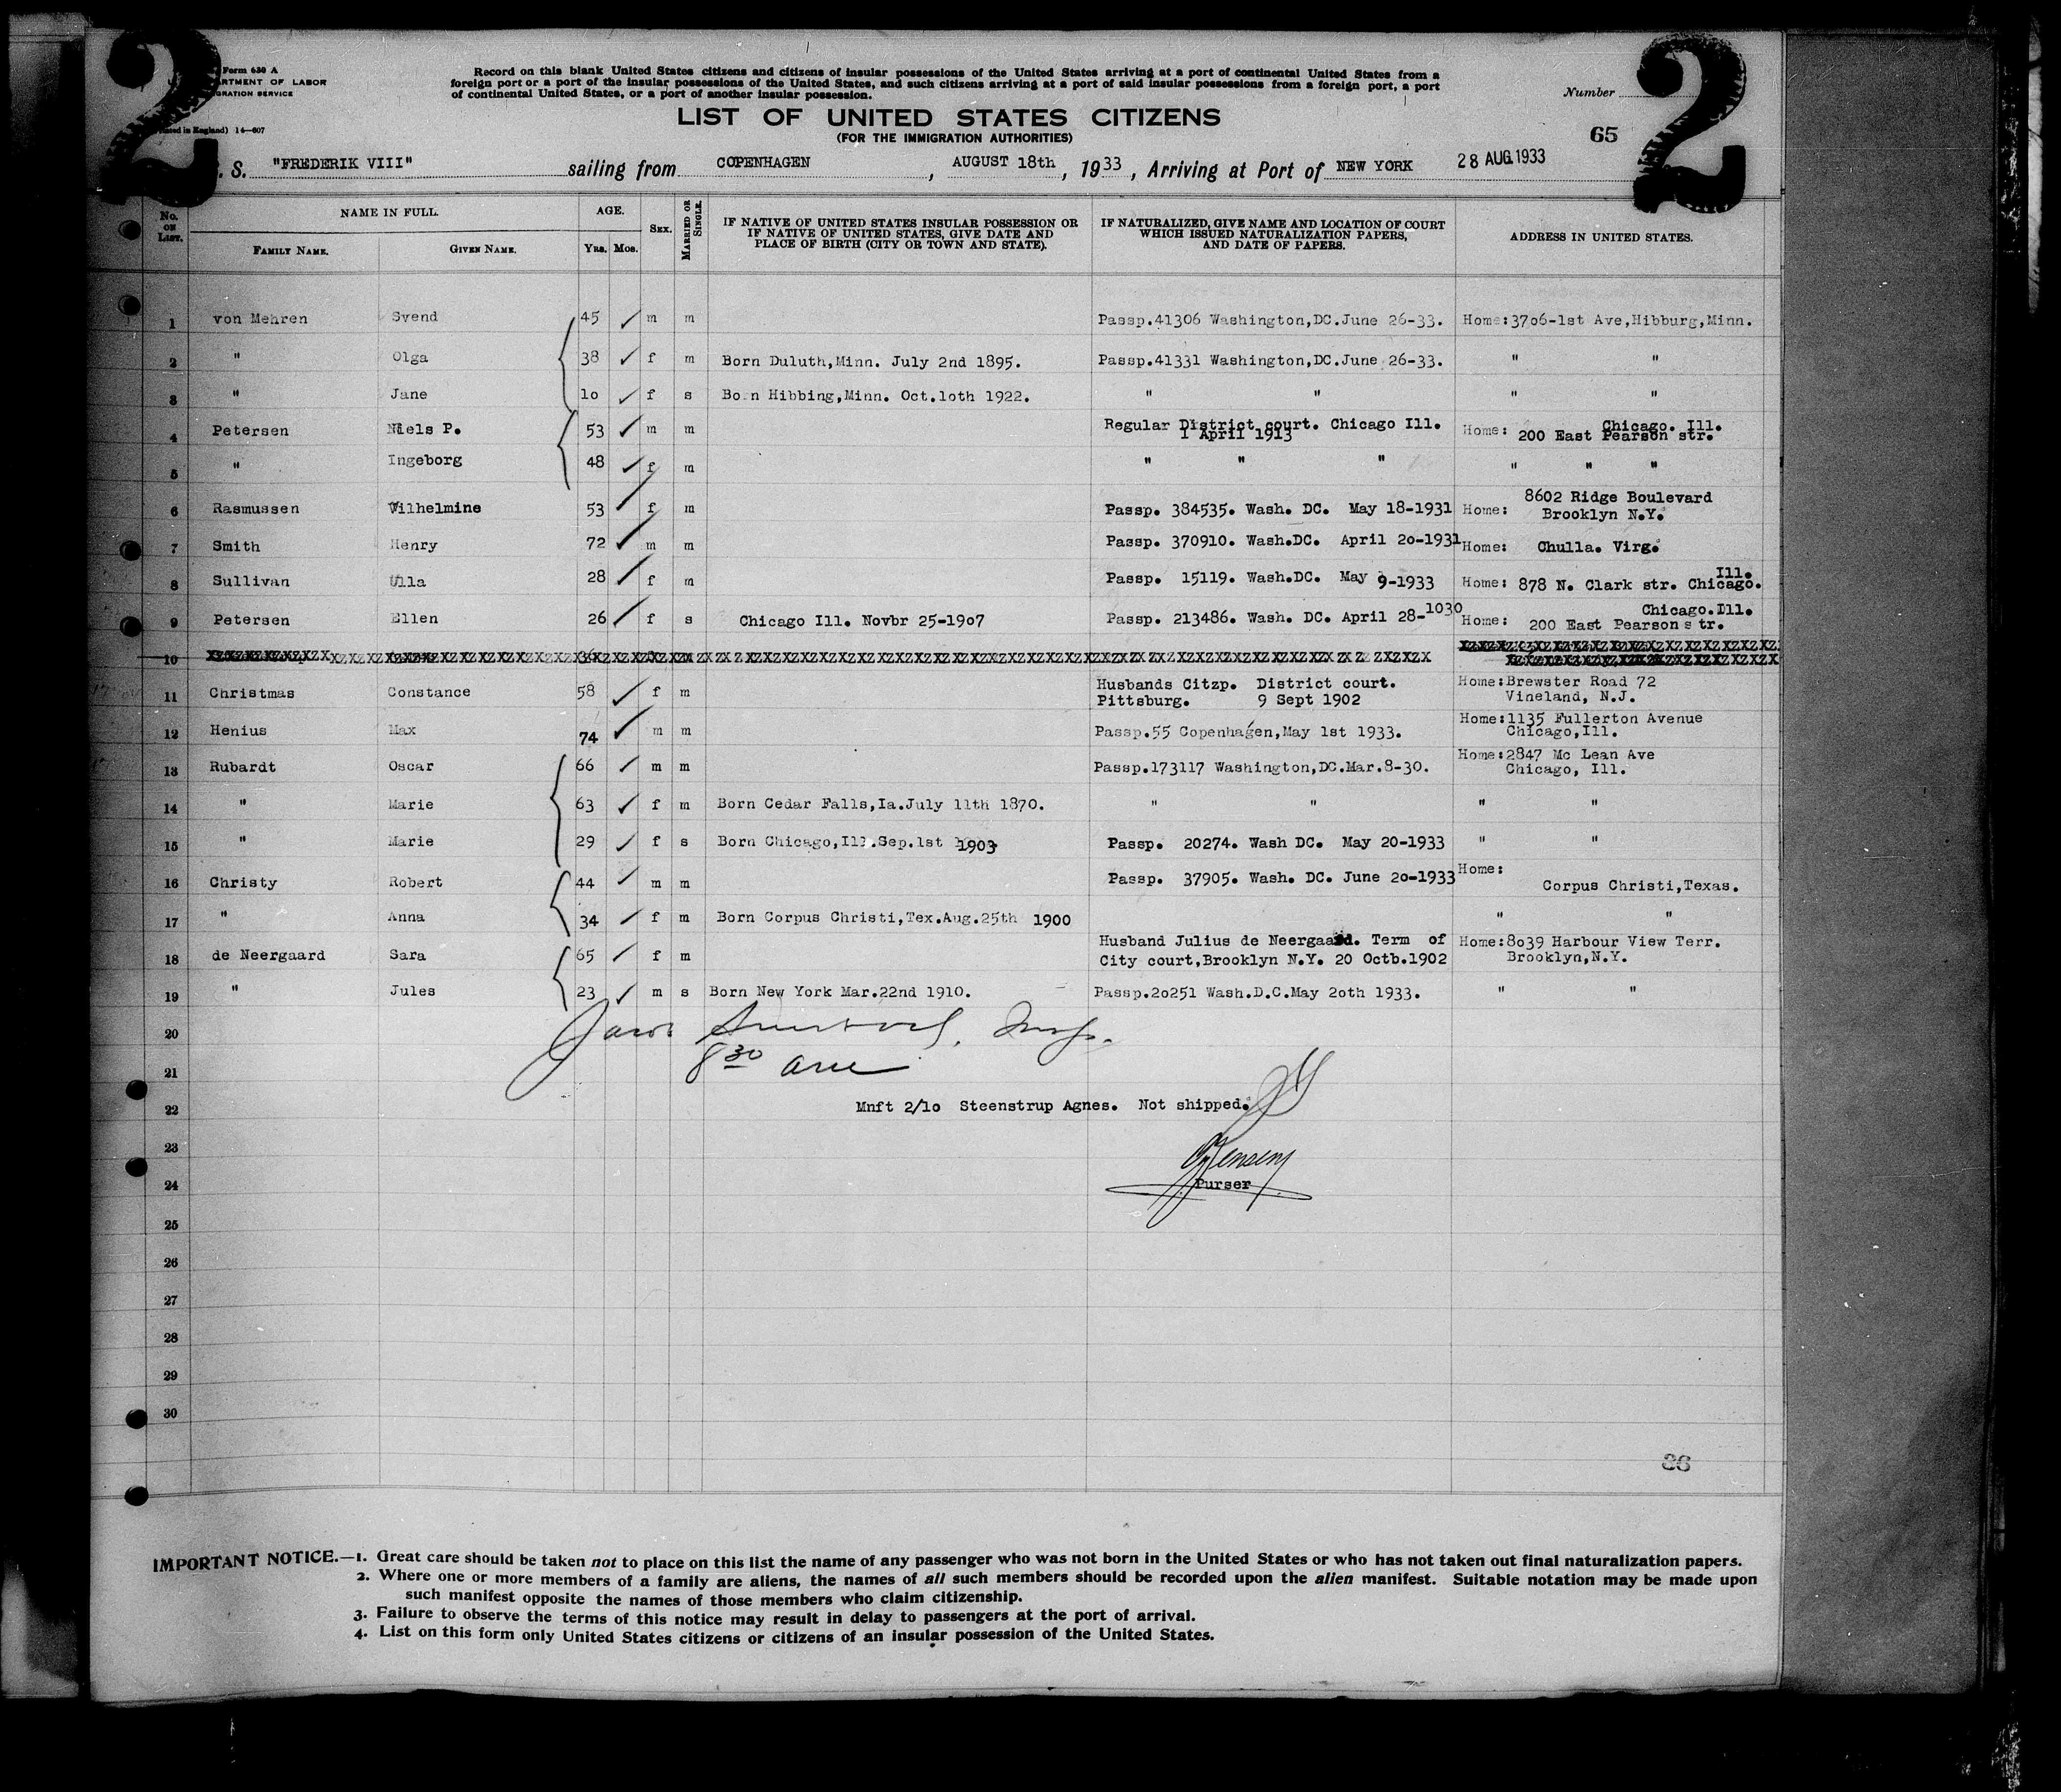 2
2
Form 630 A
ARTMENT OF LABOR
GRATION SERVICE
nted in England) 14—607
Record on this blank United States citizens and citizens of insular possessions of the United States arriving at a port of continental United States from a
foreign port or a port of the insular possessions of the United States, and such citizens arriving at a port of said insular possessions from a foreign port, a port
of continental United States, or a port of another insular possession.
Number
LIST OF UNITED STATES CITIZENS
(FOR THE IMMIGRATION AUTHORITIES)
65
S. S. "FREDERIK VIII" sailing from COPENHAGEN, AUGUST 18th, 1933, Arriving at Port of NEW YORK 28 AUG.1933
No. ON LIST. NAME IN FULL. AGE. SEX. MARRIED OR SINGLE. IF NATIVE OF UNITED STATES INSULAR POSSESSION OR IF NATIVE OF UNITED STATES, GIVE DATE AND PLACE OF BIRTH (CITY OR TOWN AND STATE). IF NATURALIZED, GIVE NAME AND LOCATION OF COURT WHICH ISSUED NATURALIZATION PAPERS, AND DATE OF PAPERS. ADDRESS IN UNITED STATES.
FAMILY NAME. GIVEN NAME. Yrs. Mos.
1 von Mehren Svend 45 m m Passp.41306 Washington,DC.June 26-33. Home:37o6-1st Ave,Hibburg,Minn.
2 " Olga 38 f m Born Duluth,Minn. July 2nd 1895. Passp.41331 Washington,DC.June 26-33. " "
3 " Jane 1o f s Bo n Hibbing,Minn. Oct.1oth 1922. " " " "
4 Petersen Niels P. 53 m m Regular District court. Chicago Ill. 1 April 1913 Home: 200 East Pearson str. Chicago. Ill.
5 " Ingeborg 48 f m " " " " " "
6 Rasmussen Vilhelmine 53 f m Passp. 384535. Wash. DC. May 18-1931 Home: 8602 Ridge Boulevard Brooklyn N.Y.
7 Smith Henry 72 m m Passp. 370910. Wash.DC. April 2o-1931 Home: Chulla. Virg.
8 Sullivan Ulla 28 f m Passp. 15119. Wash.DC. May 9-1933 Home: 878 N. Clark str. Chicago. Ill.
9 Petersen Ellen 26 f s Chicago Ill. Novbr 25-19o7 Passp. 213486. Wash. DC. April 28-1030 Home: 200 East Pearson str. Chicago.Ill.
10
11 Christmas Constance 58 f m Husbands Citzp. District court. Pittsburg. 9 Sept 1902 Home:Brewster Road 72 Vineland, N.J.
12 Henius Max 74 m m Passp.55 Copenhagen,May 1st 1933. Home:1135 Fullerton Avenue Chicago,Ill.
13 Rubardt Oscar 66 m m Passp.173117 Washington,DC.Mar.8-30. Home:2847 Mc Lean Ave Chicago, Ill.
14 " Marie 63 f m Born Cedar Falls,Ia.July 11th 1870. " " " "
15 " Marie 29 f s Born Chicago,Ill.Sep.1st 1903 Passp. 20274. Wash DC. May 20-1933 " "
16 Christy Robert 44 m m Passp. 37905. Wash. DC. June 20-1933 Home: Corpus Christi,Texas.
17 " Anna 34 f m Born Corpus Christi,Tex.Aug.25th 1900 " "
18 de Neergaard Sara 65 f m Husband Julius de Neergaard. Term of City court,Brooklyn N.Y. 20 Octb.1902 Home:8o39 Harbour View Terr. Brooklyn,N.Y.
19 " Jules 23 m s Born New York Mar.22nd 1910. Passp.2o251 Wash.D.C.May 2oth 1933. " "
20
8 30
21
22 Mnft 2/1o Steenstrup Agnes. Not shipped.
23 Jensen
24 Purser
25
26
27
28
29
30
86
IMPORTANT NOTICE.—1. Great care should be taken not to place on this list the name of any passenger who was not born in the United States or who has not taken out final naturalization papers.
2. Where one or more members of a family are aliens, the names of all such members should be recorded upon the alien manifest. Suitable notation may be made upon
such manifest opposite the names of those members who claim citizenship.
3. Failure to observe the terms of this notice may result in delay to passengers at the port of arrival.
4. List on this form only United States citizens or citizens of an insular possession of the United States.